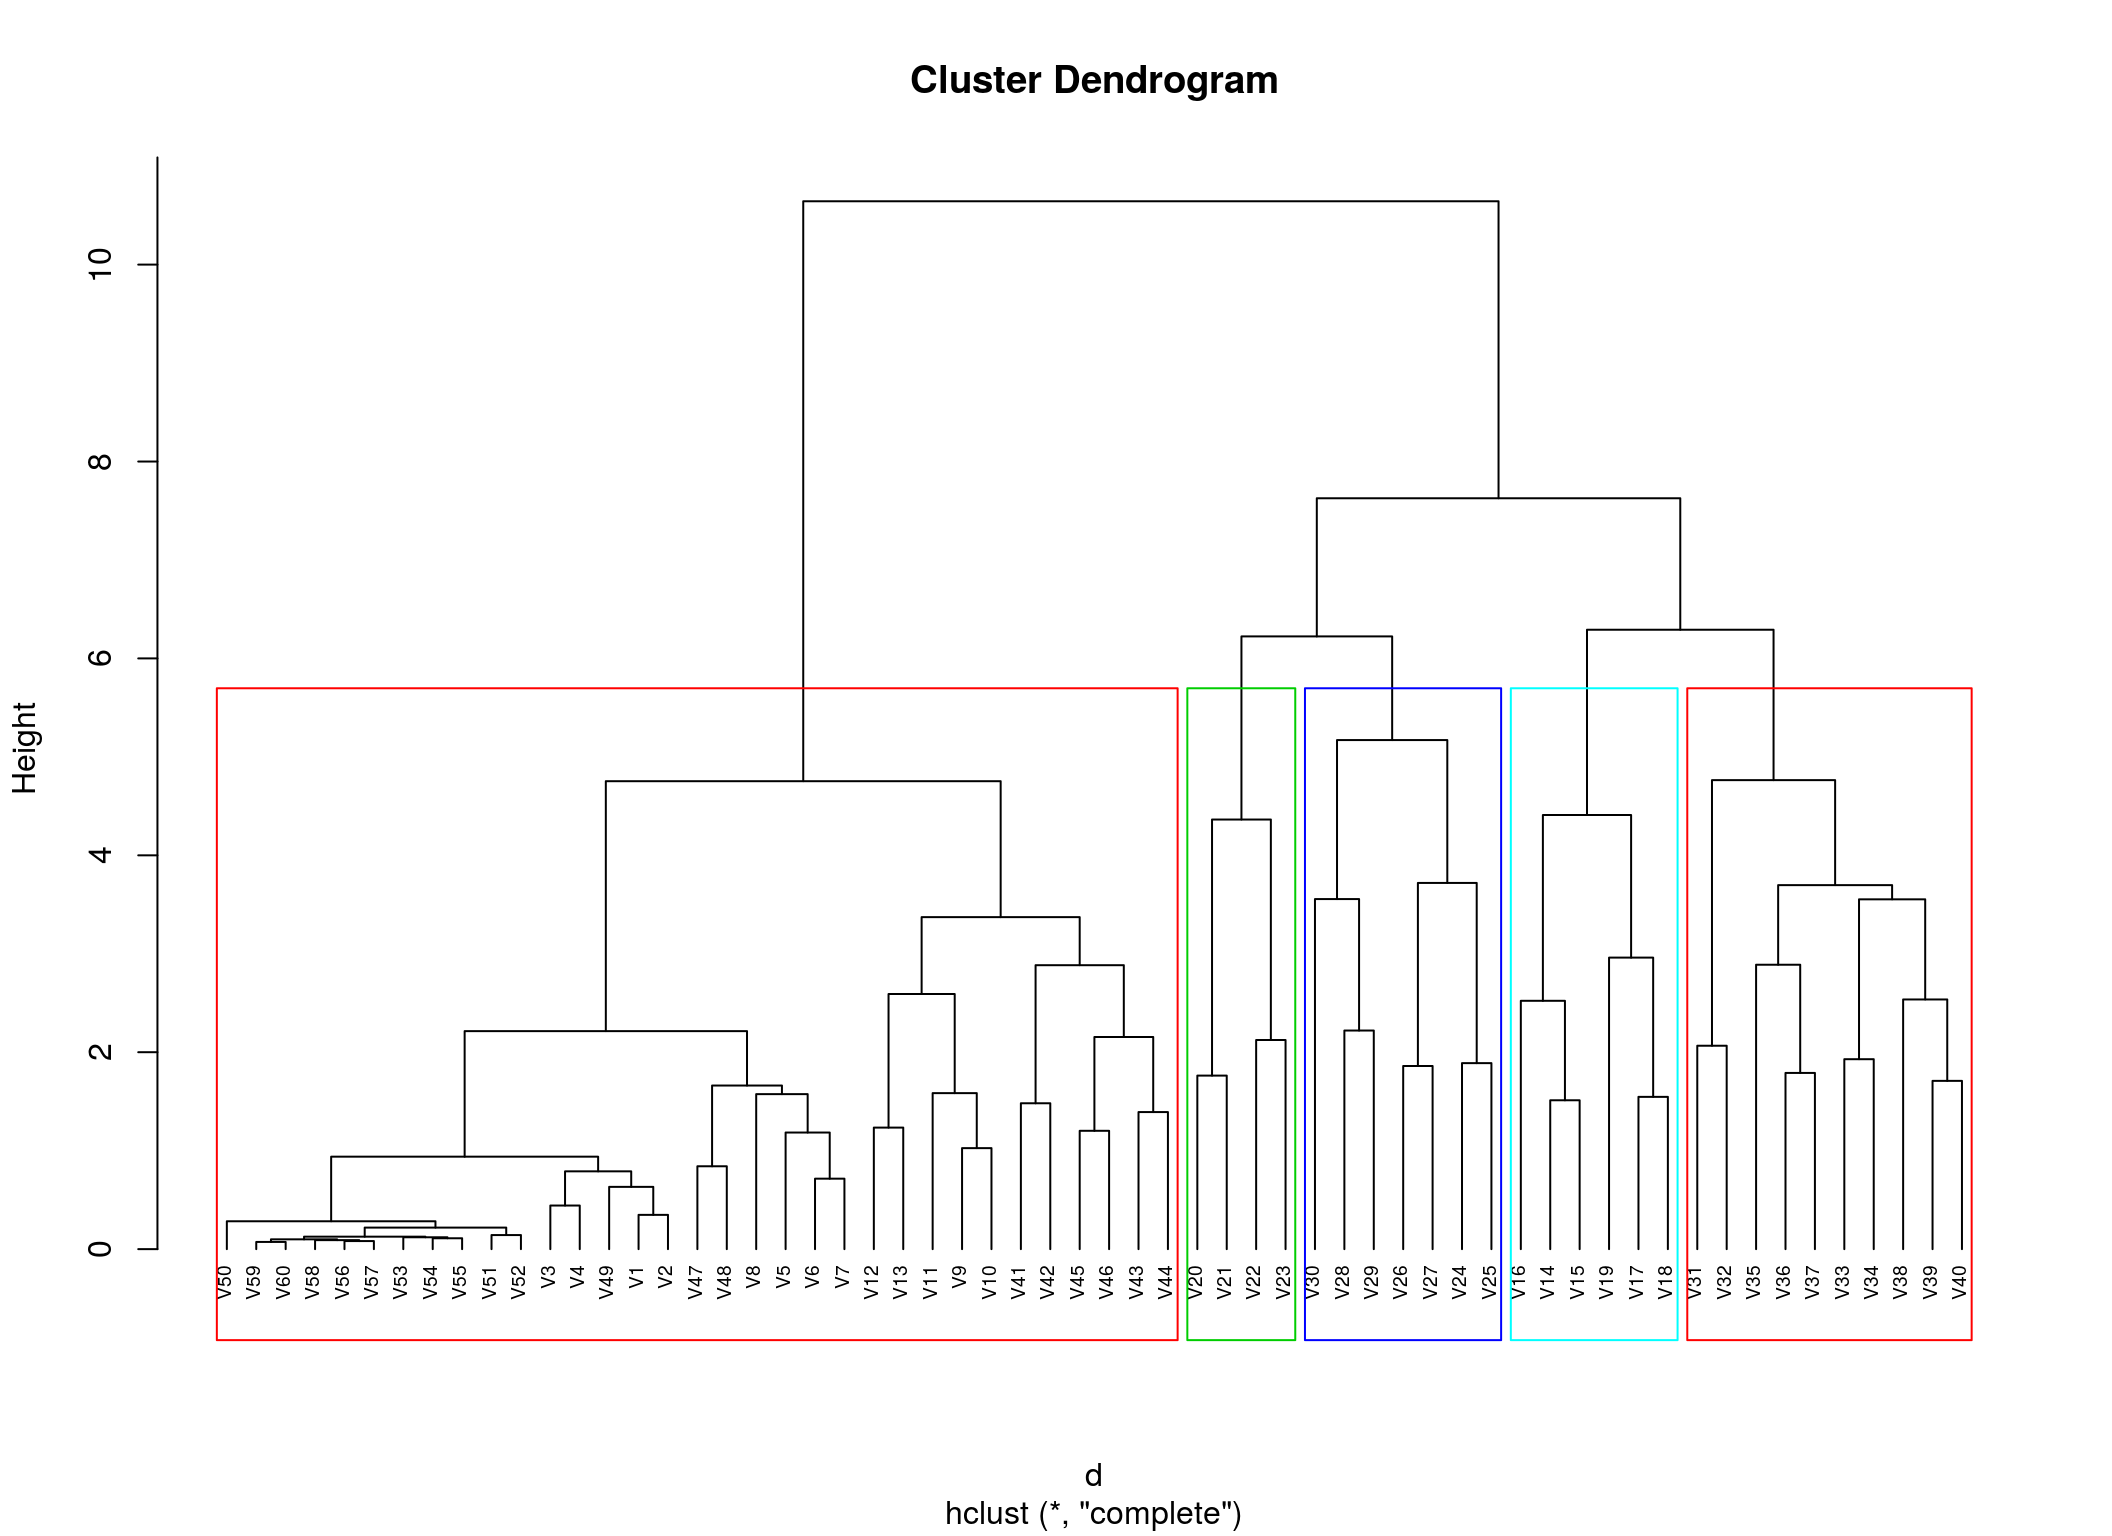 Cluster Dendrogram
Height
10
8
6
4
2
0
V50 V59 V60 V58 V56 V57 V53 V54 V55 V51 V52 V3 V4 V49 V1 V2 V47 V48 V8 V5 V6 V7 V12 V13 V11 V9 V10 V41 V42 V45 V46 V43 V44 V20 V21 V22 V23 V30 V28 V29 V26 V27 V24 V25 V16 V14 V15 V19 V17 V18 V31 V32 V35 V36 V37 V33 V34 V38 V39 V40
d
hclust (*, "complete")